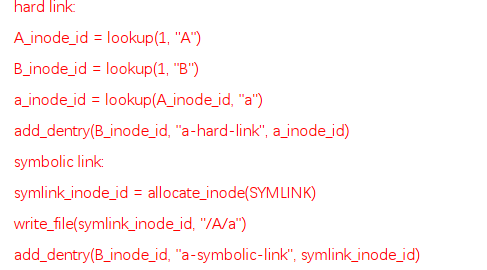 hard link:
A_inode_id = lookup(1, "A")
B_inode_id = lookup(1, "B")
a_inode_id = lookup(A_inode_id, "a")
add_dentry(B_inode_id, "a-hard-link", a_inode_id)
symbolic link:
symlink_inode_id = allocate_inode(SYMLINK)
write_file(symlink_inode_id, "/A/a")
add_dentry(B_inode_id, "a-symbolic-link", symlink_inode_id)